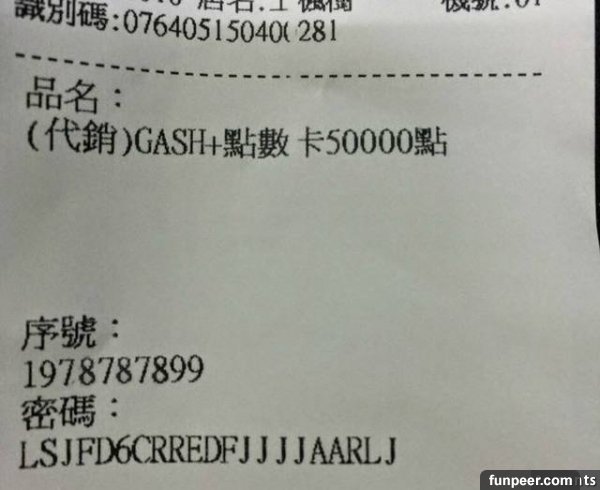 識別碼:07640515040(281
品名：
(代銷)GASH+點數卡50000點
序號：
1978787899
密碼：
LSJFD6CRREDFJJJJAARLJ
funpeer.com